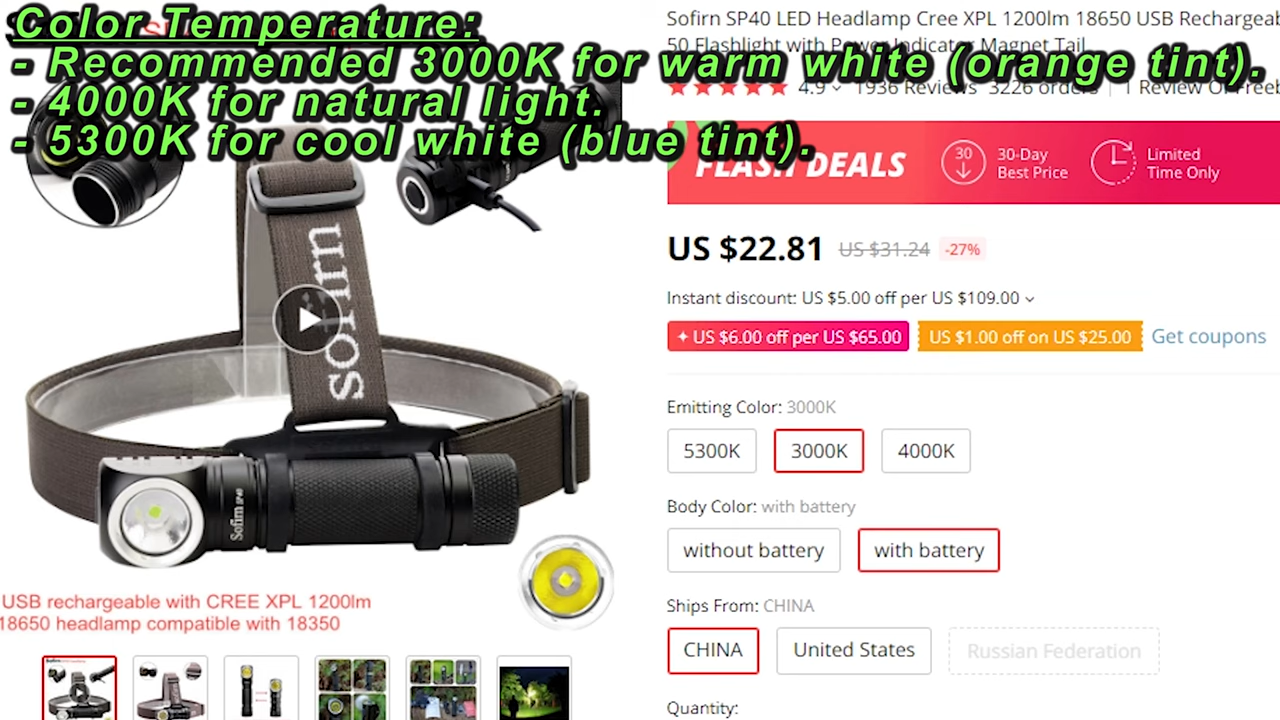 Color Temperature:
- Recommended 3000K for warm white (orange tint).
- 4000K for natural light.
- 5300K for cool white (blue tint).
Sofirn SP40 LED Headlamp Cree XPL 1200lm 18650 USB
50 Flashlight with Power Indicator Magnet Tail
4.9 1936 Reviews 3226 orders 1 Review
FLASH DEALS
30
30-Day
Best Price
Limited
Time Only
US $22.81 US $31.24 -27%
Instant discount: US $5.00 off per US $109.00
US $6.00 off per US $65.00 US $1.00 off on US $25.00 Get coupons
Emitting Color: 3000K
5300K 3000K 4000K
Body Color: with battery
without battery with battery
Ships From: CHINA
CHINA United States Russian Federation
Quantity:
sofirn
Sofirn SP40
USB rechargeable with CREE XPL 1200lm
18650 headlamp compatible with 18350